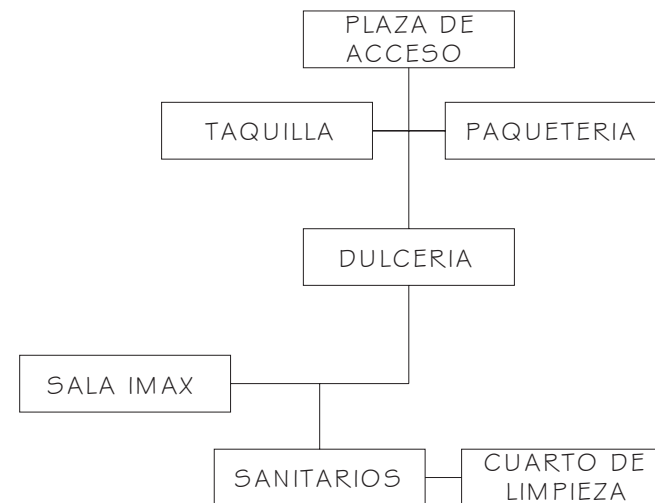 PLAZA DE
ACCESO
TAQUILLA
PAQUETERIA
DULCERIA
SALA IMAX
SANITARIOS
CUARTO DE
LIMPIEZA